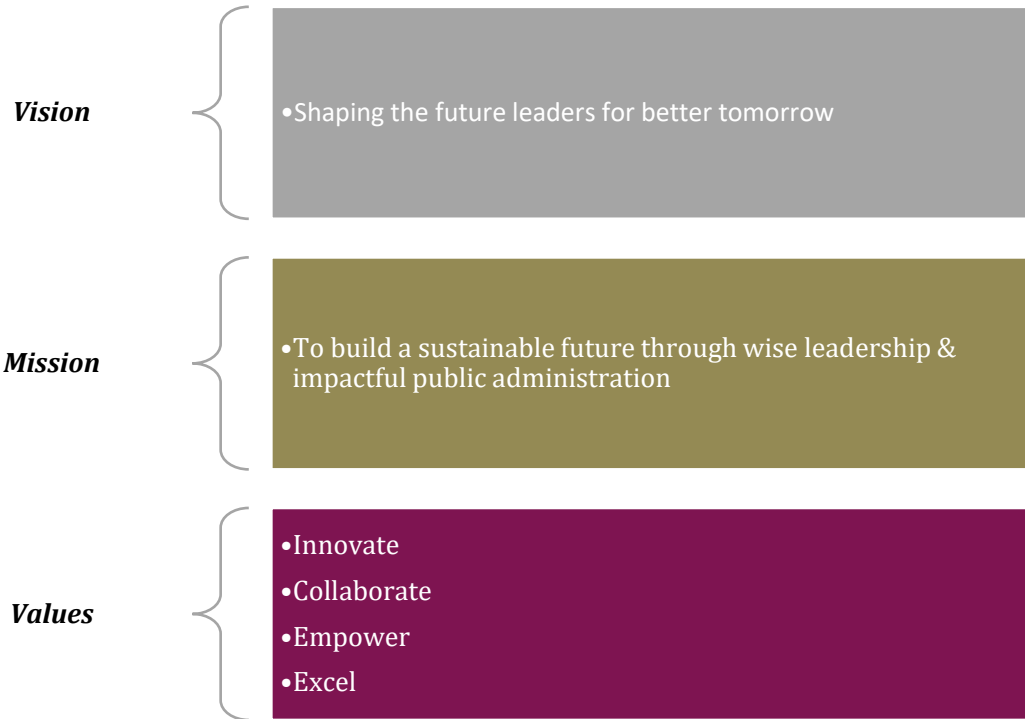 Vision
•Shaping the future leaders for better tomorrow
Mission
•To build a sustainable future through wise leadership &
impactful public administration
Values
•Innovate
•Collaborate
•Empower
•Excel